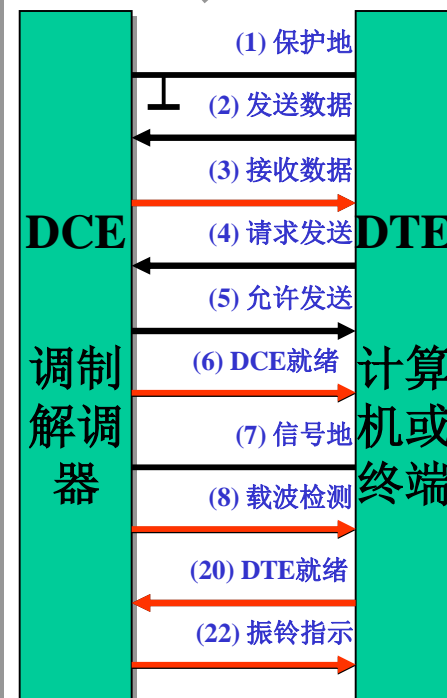 (1) 保护地
(2) 发送数据
(3) 接收数据
DCE
(4) 请求发送
DTE
(5) 允许发送
(6) DCE就绪
调制
解调
器
计算
机或
终端
(7) 信号地
(8) 载波检测
(20) DTE就绪
(22) 振铃指示